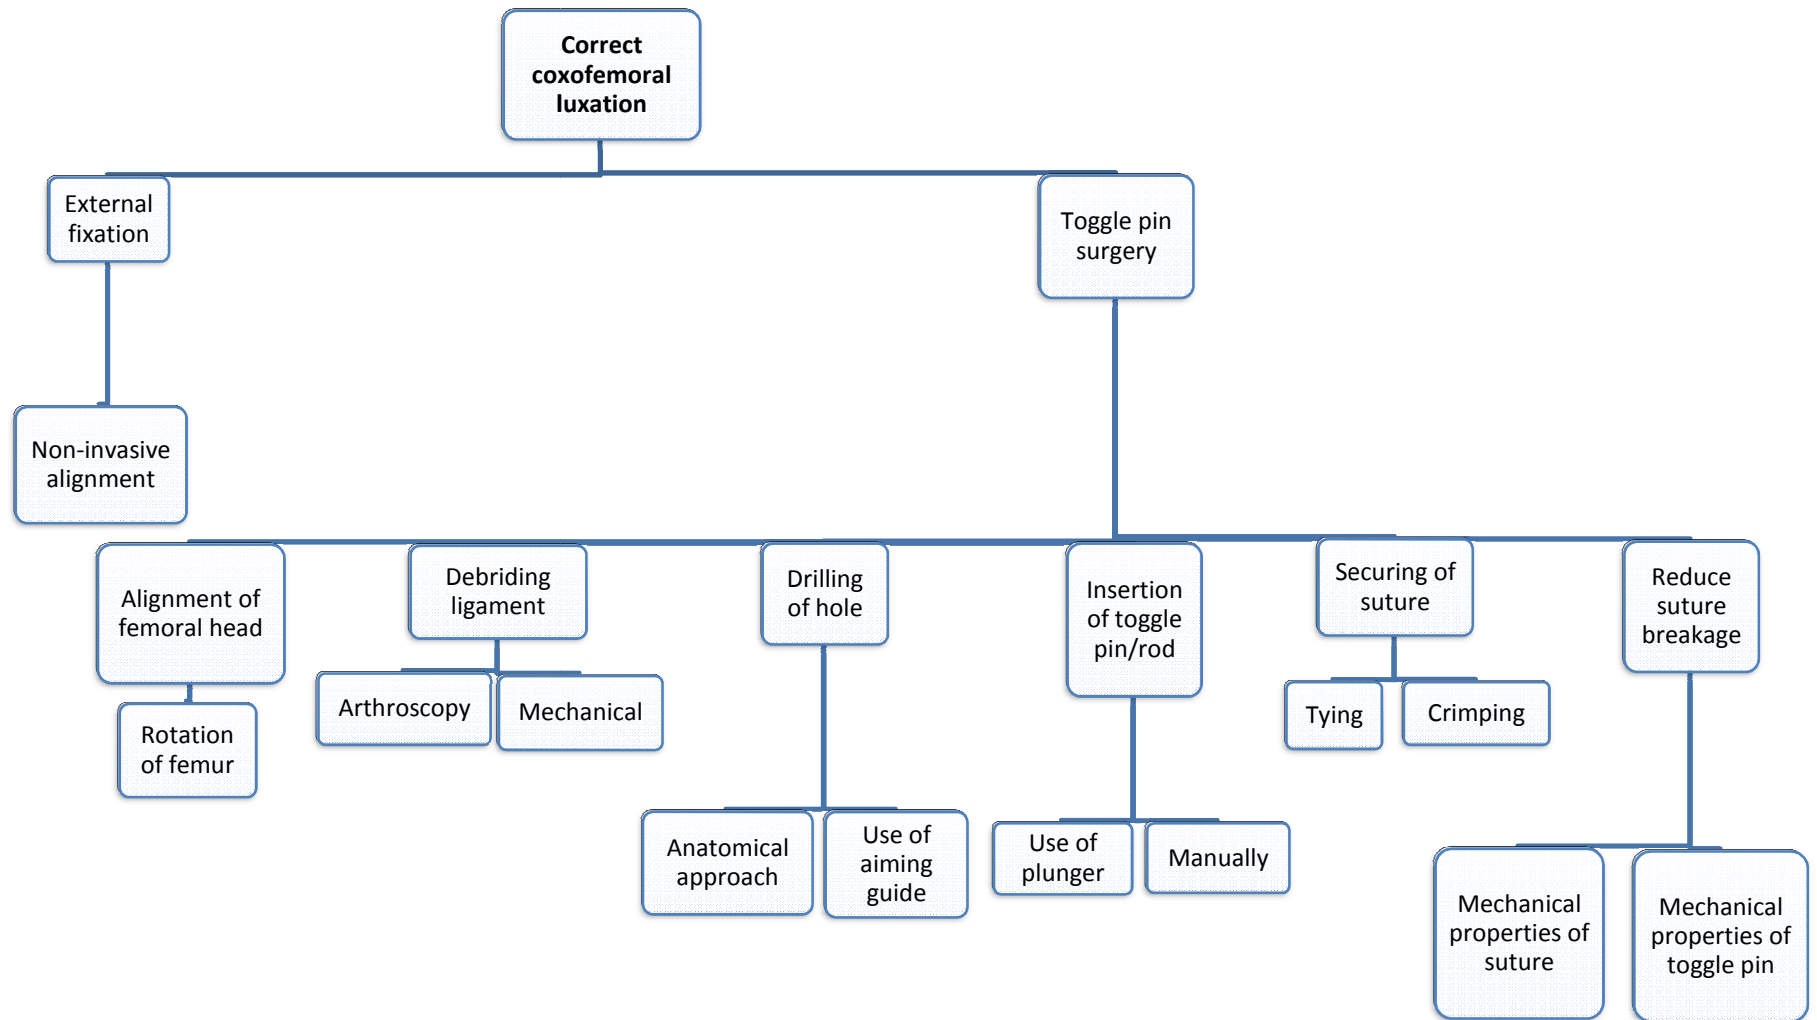 Correct
coxofemoral
luxation
External
fixation
Toggle pin
surgery
Non-invasive
alignment
Alignment of
femoral head
Debriding
ligament
Drilling
of hole
Insertion
of toggle
pin/rod
Securing of
suture
Reduce
suture
breakage
Rotation
of femur
Arthroscopy
Mechanical
Tying
Crimping
Anatomical
approach
Use of
aiming
guide
Use of
plunger
Manually
Mechanical
properties of
suture
Mechanical
properties of
toggle pin